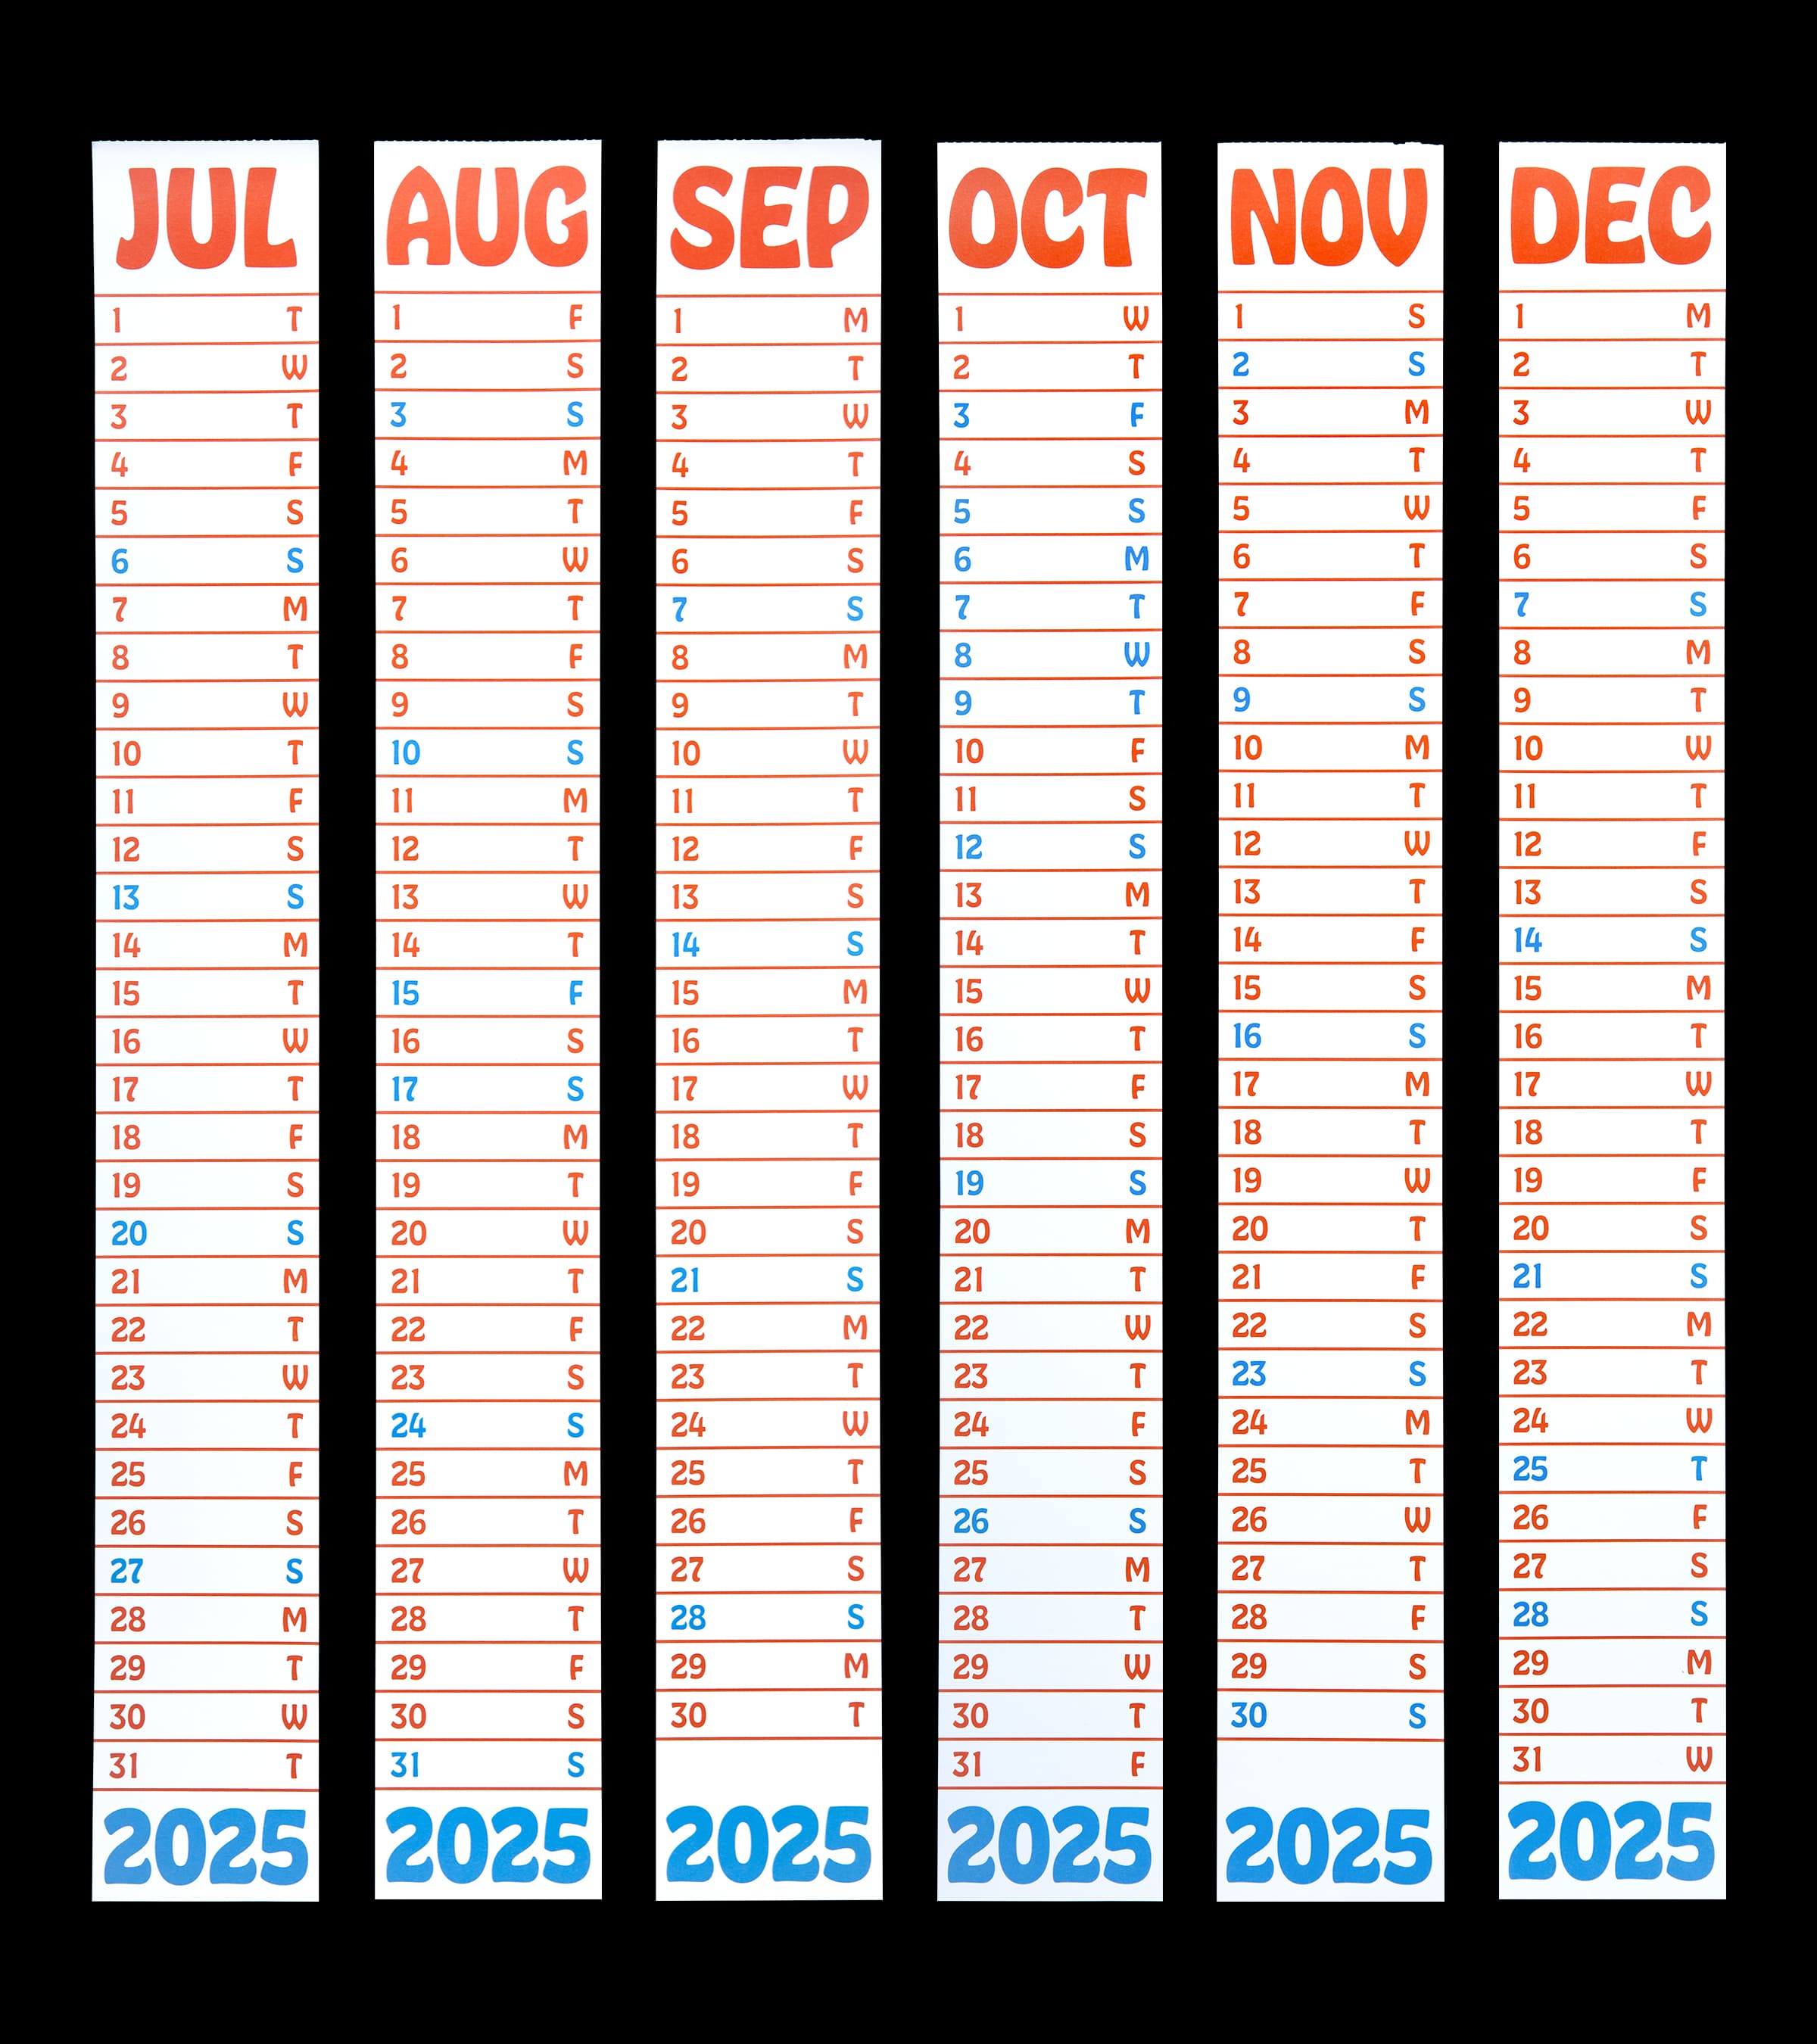 JUL
1 T
2 W
3 T
4 F
5 S
6 S
7 M
8 T
9 W
10 T
11 F
12 S
13 S
14 M
15 T
16 W
17 T
18 F
19 S
20 S
21 M
22 T
23 W
24 T
25 F
26 S
27 S
28 M
29 T
30 W
31 T
2025
AUG
1 F
2 S
3 S
4 M
5 T
6 W
7 T
8 F
9 S
10 S
11 M
12 T
13 W
14 T
15 F
16 S
17 S
18 M
19 T
20 W
21 T
22 F
23 S
24 S
25 M
26 T
27 W
28 T
29 F
30 S
31 S
2025
SEP
1 M
2 T
3 W
4 T
5 F
6 S
7 S
8 M
9 T
10 W
11 T
12 F
13 S
14 S
15 M
16 T
17 W
18 T
19 F
20 S
21 S
22 M
23 T
24 W
25 T
26 F
27 S
28 S
29 M
30 T
2025
OCT
1 W
2 T
3 F
4 S
5 S
6 M
7 T
8 W
9 T
10 F
11 S
12 S
13 M
14 T
15 W
16 T
17 F
18 S
19 S
20 M
21 T
22 W
23 T
24 F
25 S
26 S
27 M
28 T
29 W
30 T
31 F
2025
NOV
1 S
2 S
3 M
4 T
5 W
6 T
7 F
8 S
9 S
10 M
11 T
12 W
13 T
14 F
15 S
16 S
17 M
18 T
19 W
20 T
21 F
22 S
23 S
24 M
25 T
26 W
27 T
28 F
29 S
30 S
2025
DEC
1 M
2 T
3 W
4 T
5 F
6 S
7 S
8 M
9 T
10 W
11 T
12 F
13 S
14 S
15 M
16 T
17 W
18 T
19 F
20 S
21 S
22 M
23 T
24 W
25 T
26 F
27 S
28 S
29 M
30 T
31 W
2025